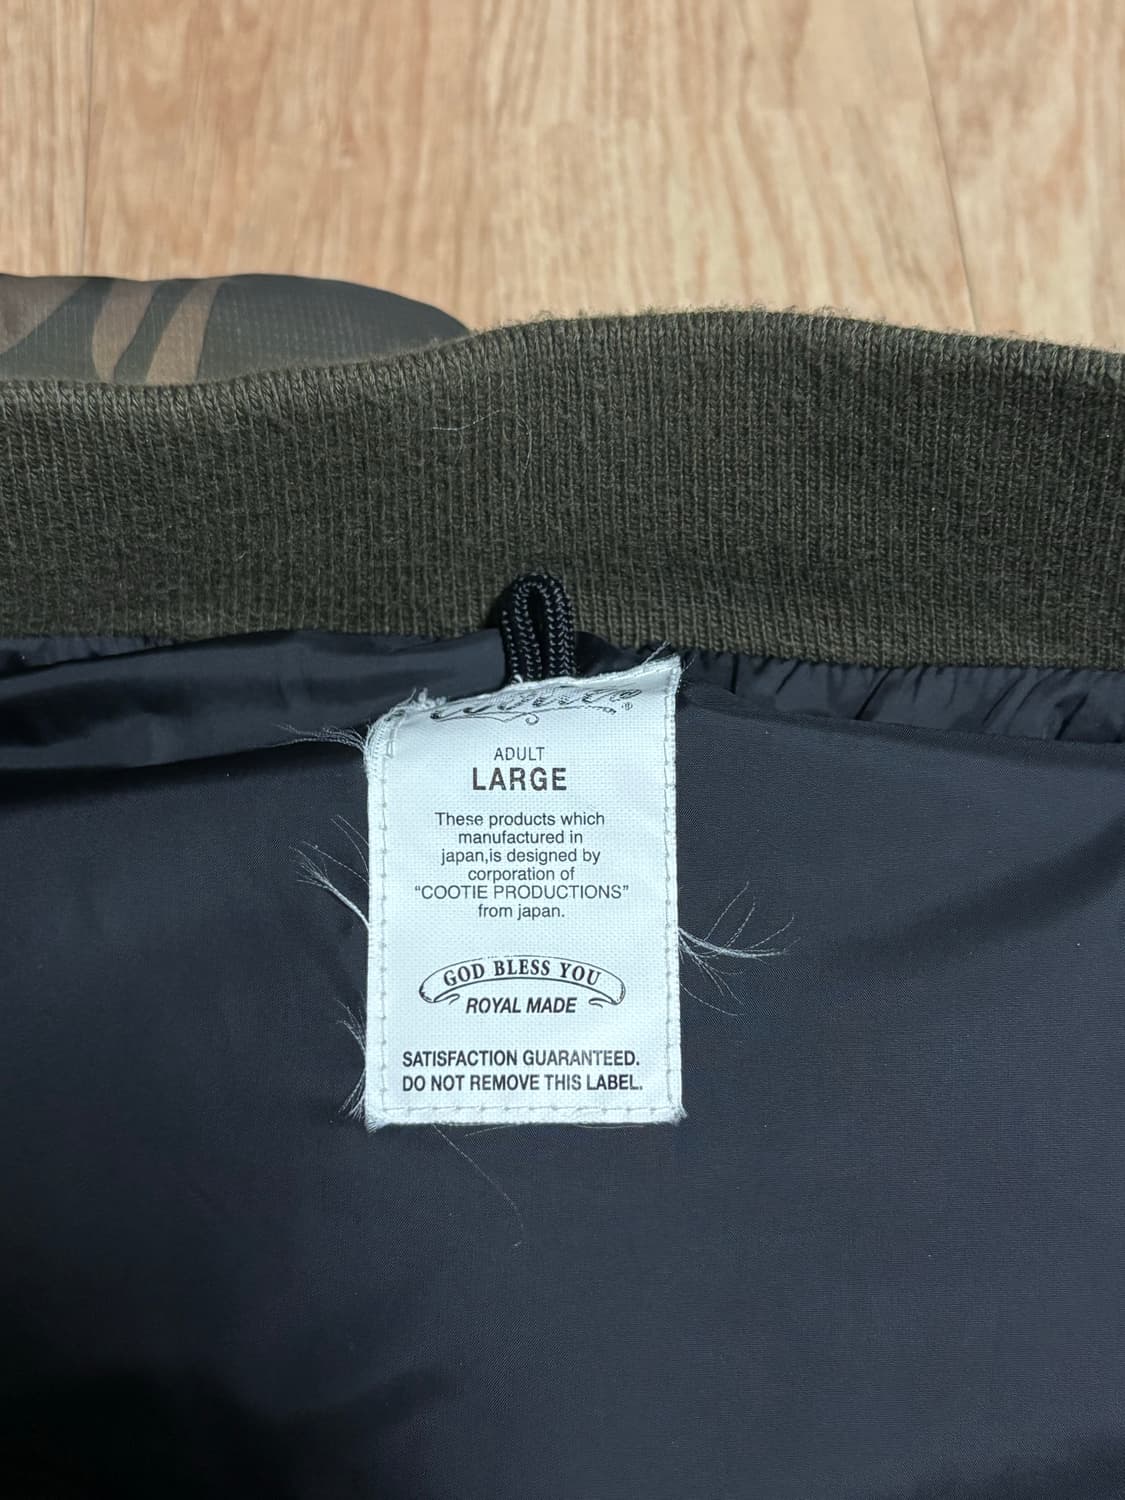 ADULT
LARGE
These products which
manufactured in
japan,is designed by
corporation of
“COOTIE PRODUCTIONS”
from japan.
GOD BLESS YOU
ROYAL MADE
SATISFACTION GUARANTEED.
DO NOT REMOVE THIS LABEL.